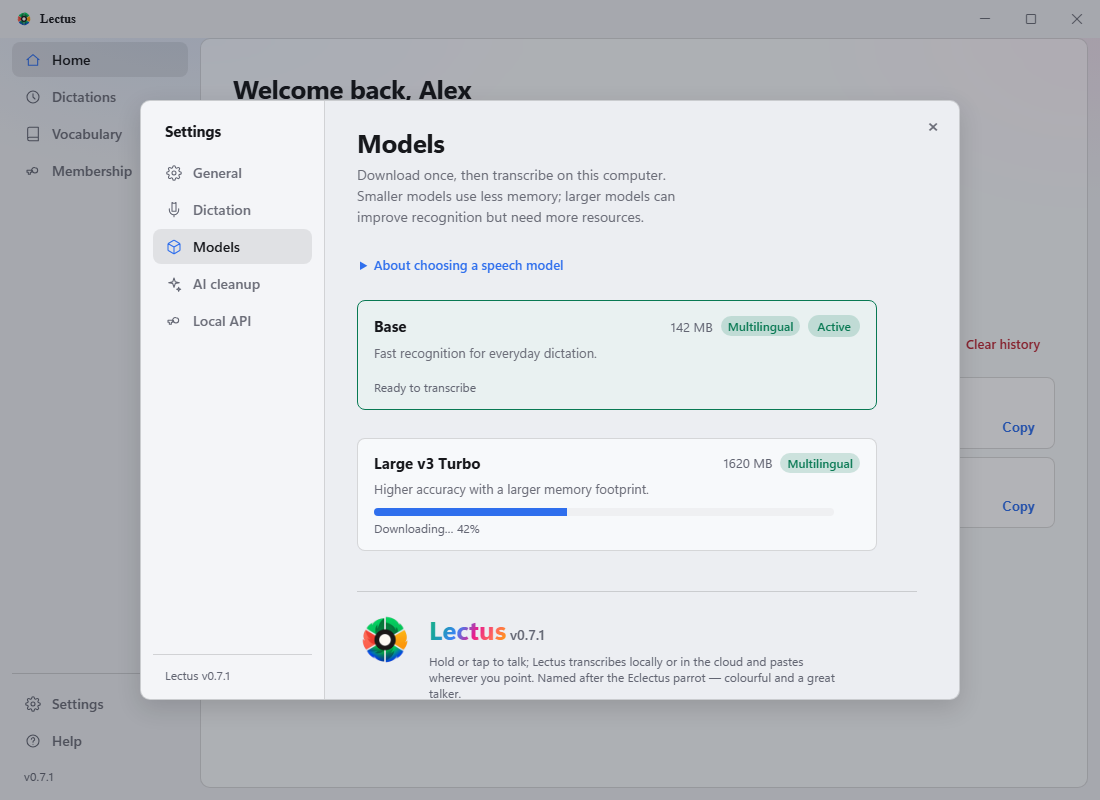 Lectus
Home
Dictations
Vocabulary
Membership
Settings
Help
v0.7.1
Welcome back, Alex
Clear history
Copy
Copy
Settings
General
Dictation
Models
AI cleanup
Local API
Lectus v0.7.1
Models
Download once, then transcribe on this computer.
Smaller models use less memory; larger models can
improve recognition but need more resources.
About choosing a speech model
Base 142 MB Multilingual Active
Fast recognition for everyday dictation.
Ready to transcribe
Large v3 Turbo 1620 MB Multilingual
Higher accuracy with a larger memory footprint.
Downloading... 42%
Lectus v0.7.1
Hold or tap to talk; Lectus transcribes locally or in the cloud and pastes
wherever you point. Named after the Eclectus parrot — colourful and a great
talker.